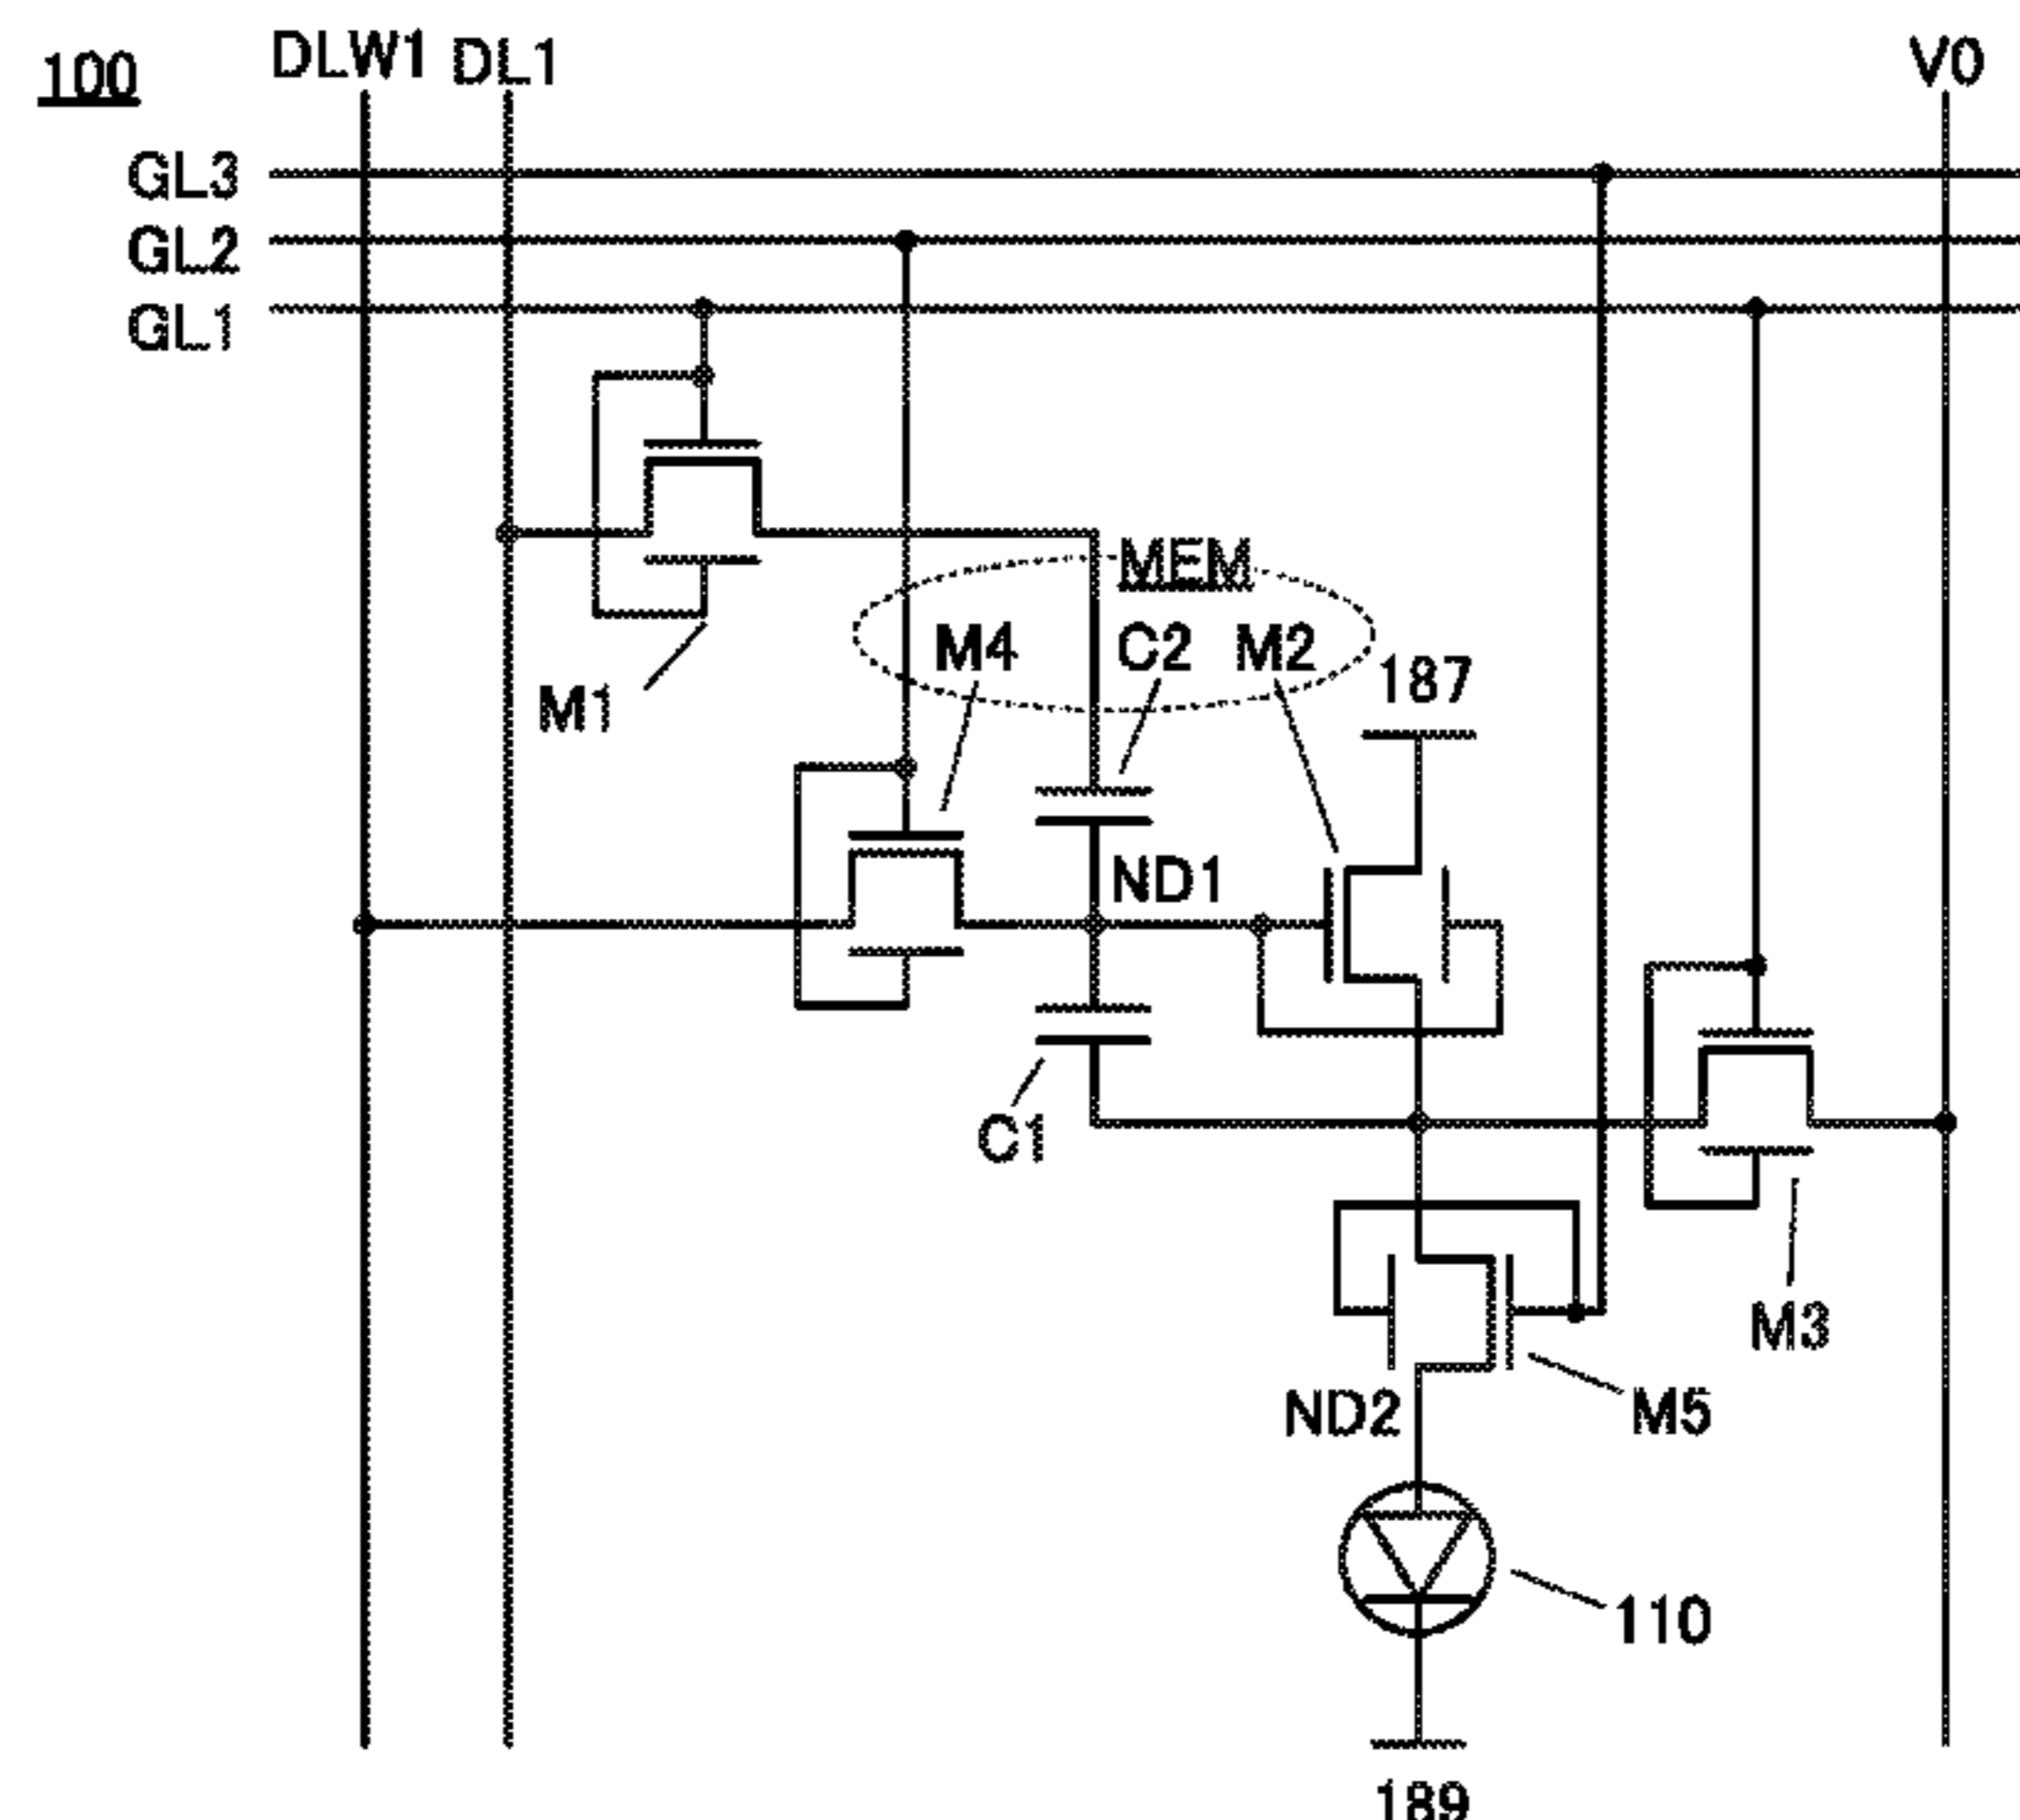 100
DLW1 DL1 V0
GL3
GL2
GL1
MEM
M4 C2 M2
187
M1
ND1
C1
M3
ND2
M5
110
189